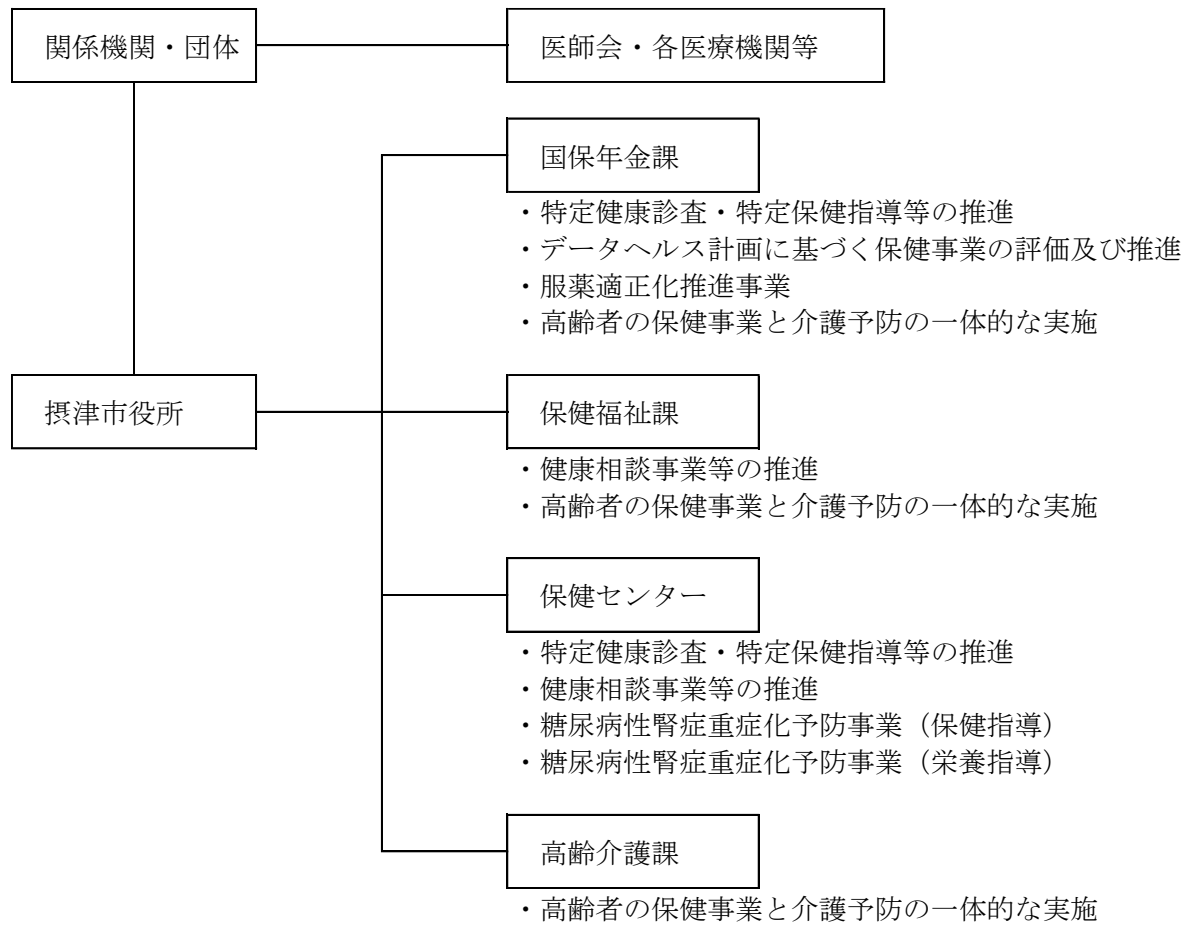 関係機関・団体
医師会・各医療機関等
国保年金課
・特定健康診査・特定保健指導等の推進
・データヘルス計画に基づく保健事業の評価及び推進
・服薬適正化推進事業
・高齢者の保健事業と介護予防の一体的な実施
摂津市役所
保健福祉課
・健康相談事業等の推進
・高齢者の保健事業と介護予防の一体的な実施
保健センター
・特定健康診査・特定保健指導等の推進
・健康相談事業等の推進
・糖尿病性腎症重症化予防事業（保健指導）
・糖尿病性腎症重症化予防事業（栄養指導）
高齢介護課
・高齢者の保健事業と介護予防の一体的な実施